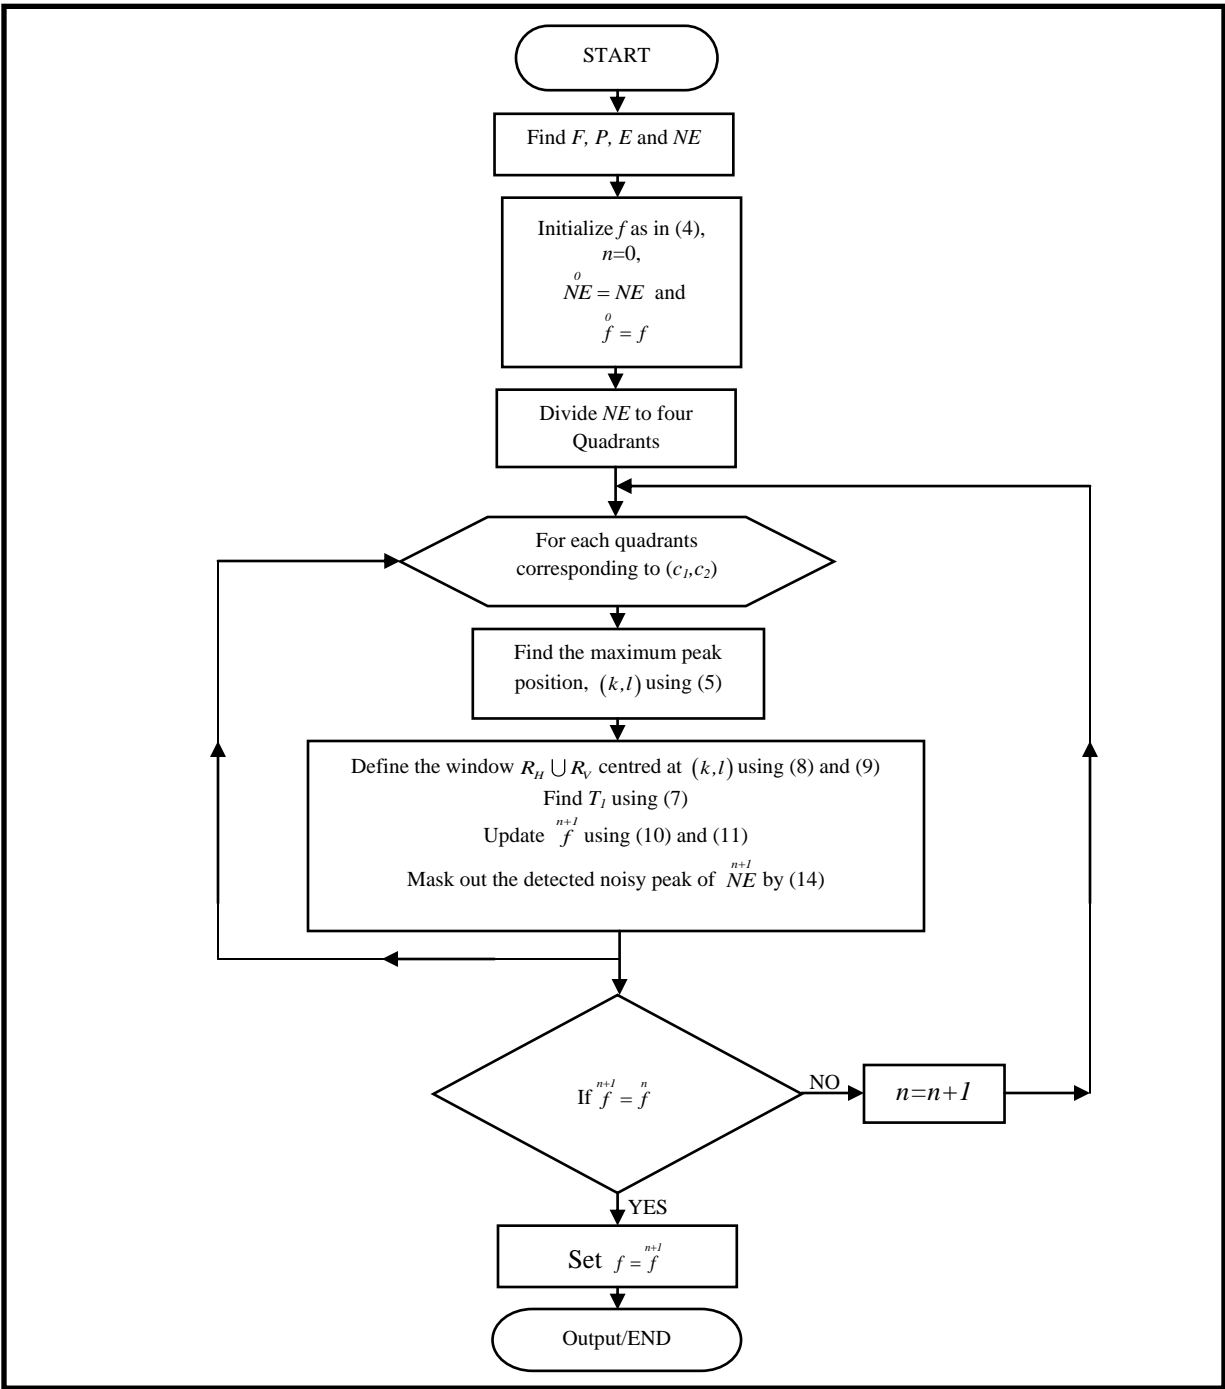 START
Find F, P, E and NE
Initialize f as in (4),
n=0,
0
NE = NE and
0
f = f
Divide NE to four
Quadrants
For each quadrants
corresponding to (c₁,c₂)
Find the maximum peak
position, (k,l) using (5)
Define the window R_H ⋃ R_V centred at (k,l) using (8) and (9)
Find T₁ using (7)
n+1
Update f using (10) and (11)
n+1
Mask out the detected noisy peak of NE by (14)
n+1 n
If f = f
NO
n=n+1
YES
n+1
Set f = f
Output/END